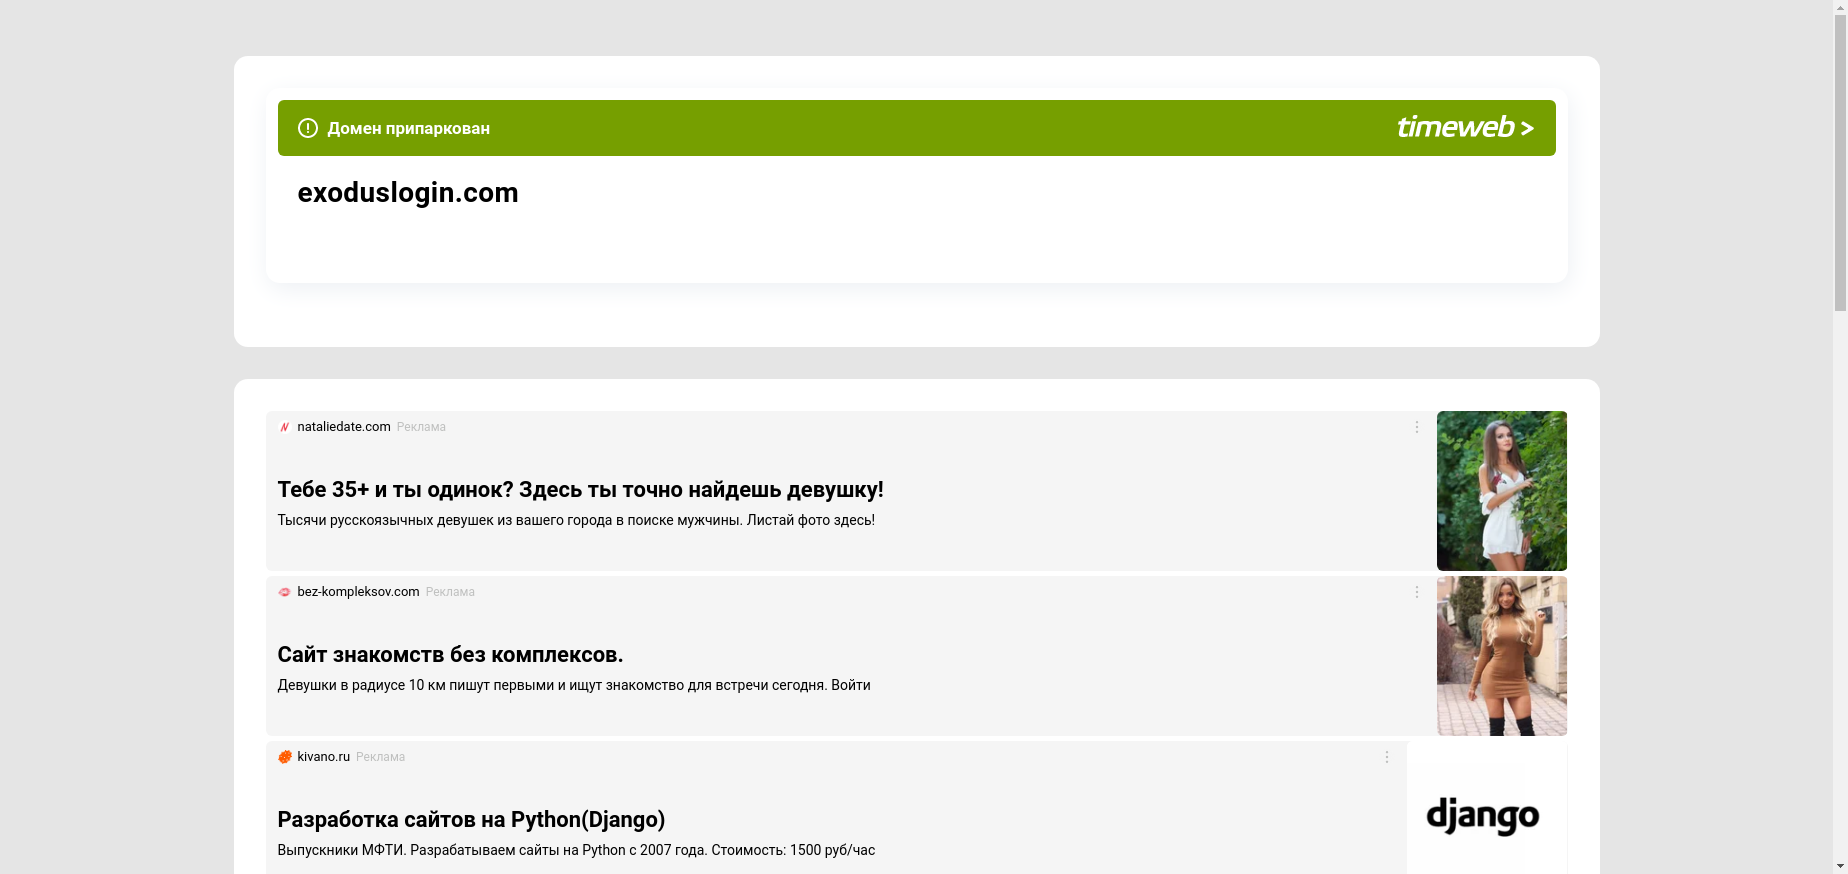 Домен припаркован
timeweb >
exoduslogin.com
nataliedate.com Реклама
Тебе 35+ и ты одинок? Здесь ты точно найдешь девушку!
Тысячи русскоязычных девушек из вашего города в поиске мужчины. Листай фото здесь!
bez-kompleksov.com Реклама
Сайт знакомств без комплексов.
Девушки в радиусе 10 км пишут первыми и ищут знакомство для встречи сегодня. Войти
kivano.ru Реклама
Разработка сайтов на Python(Django)
Выпускники МФТИ. Разрабатываем сайты на Python с 2007 года. Стоимость: 1500 руб/час
django